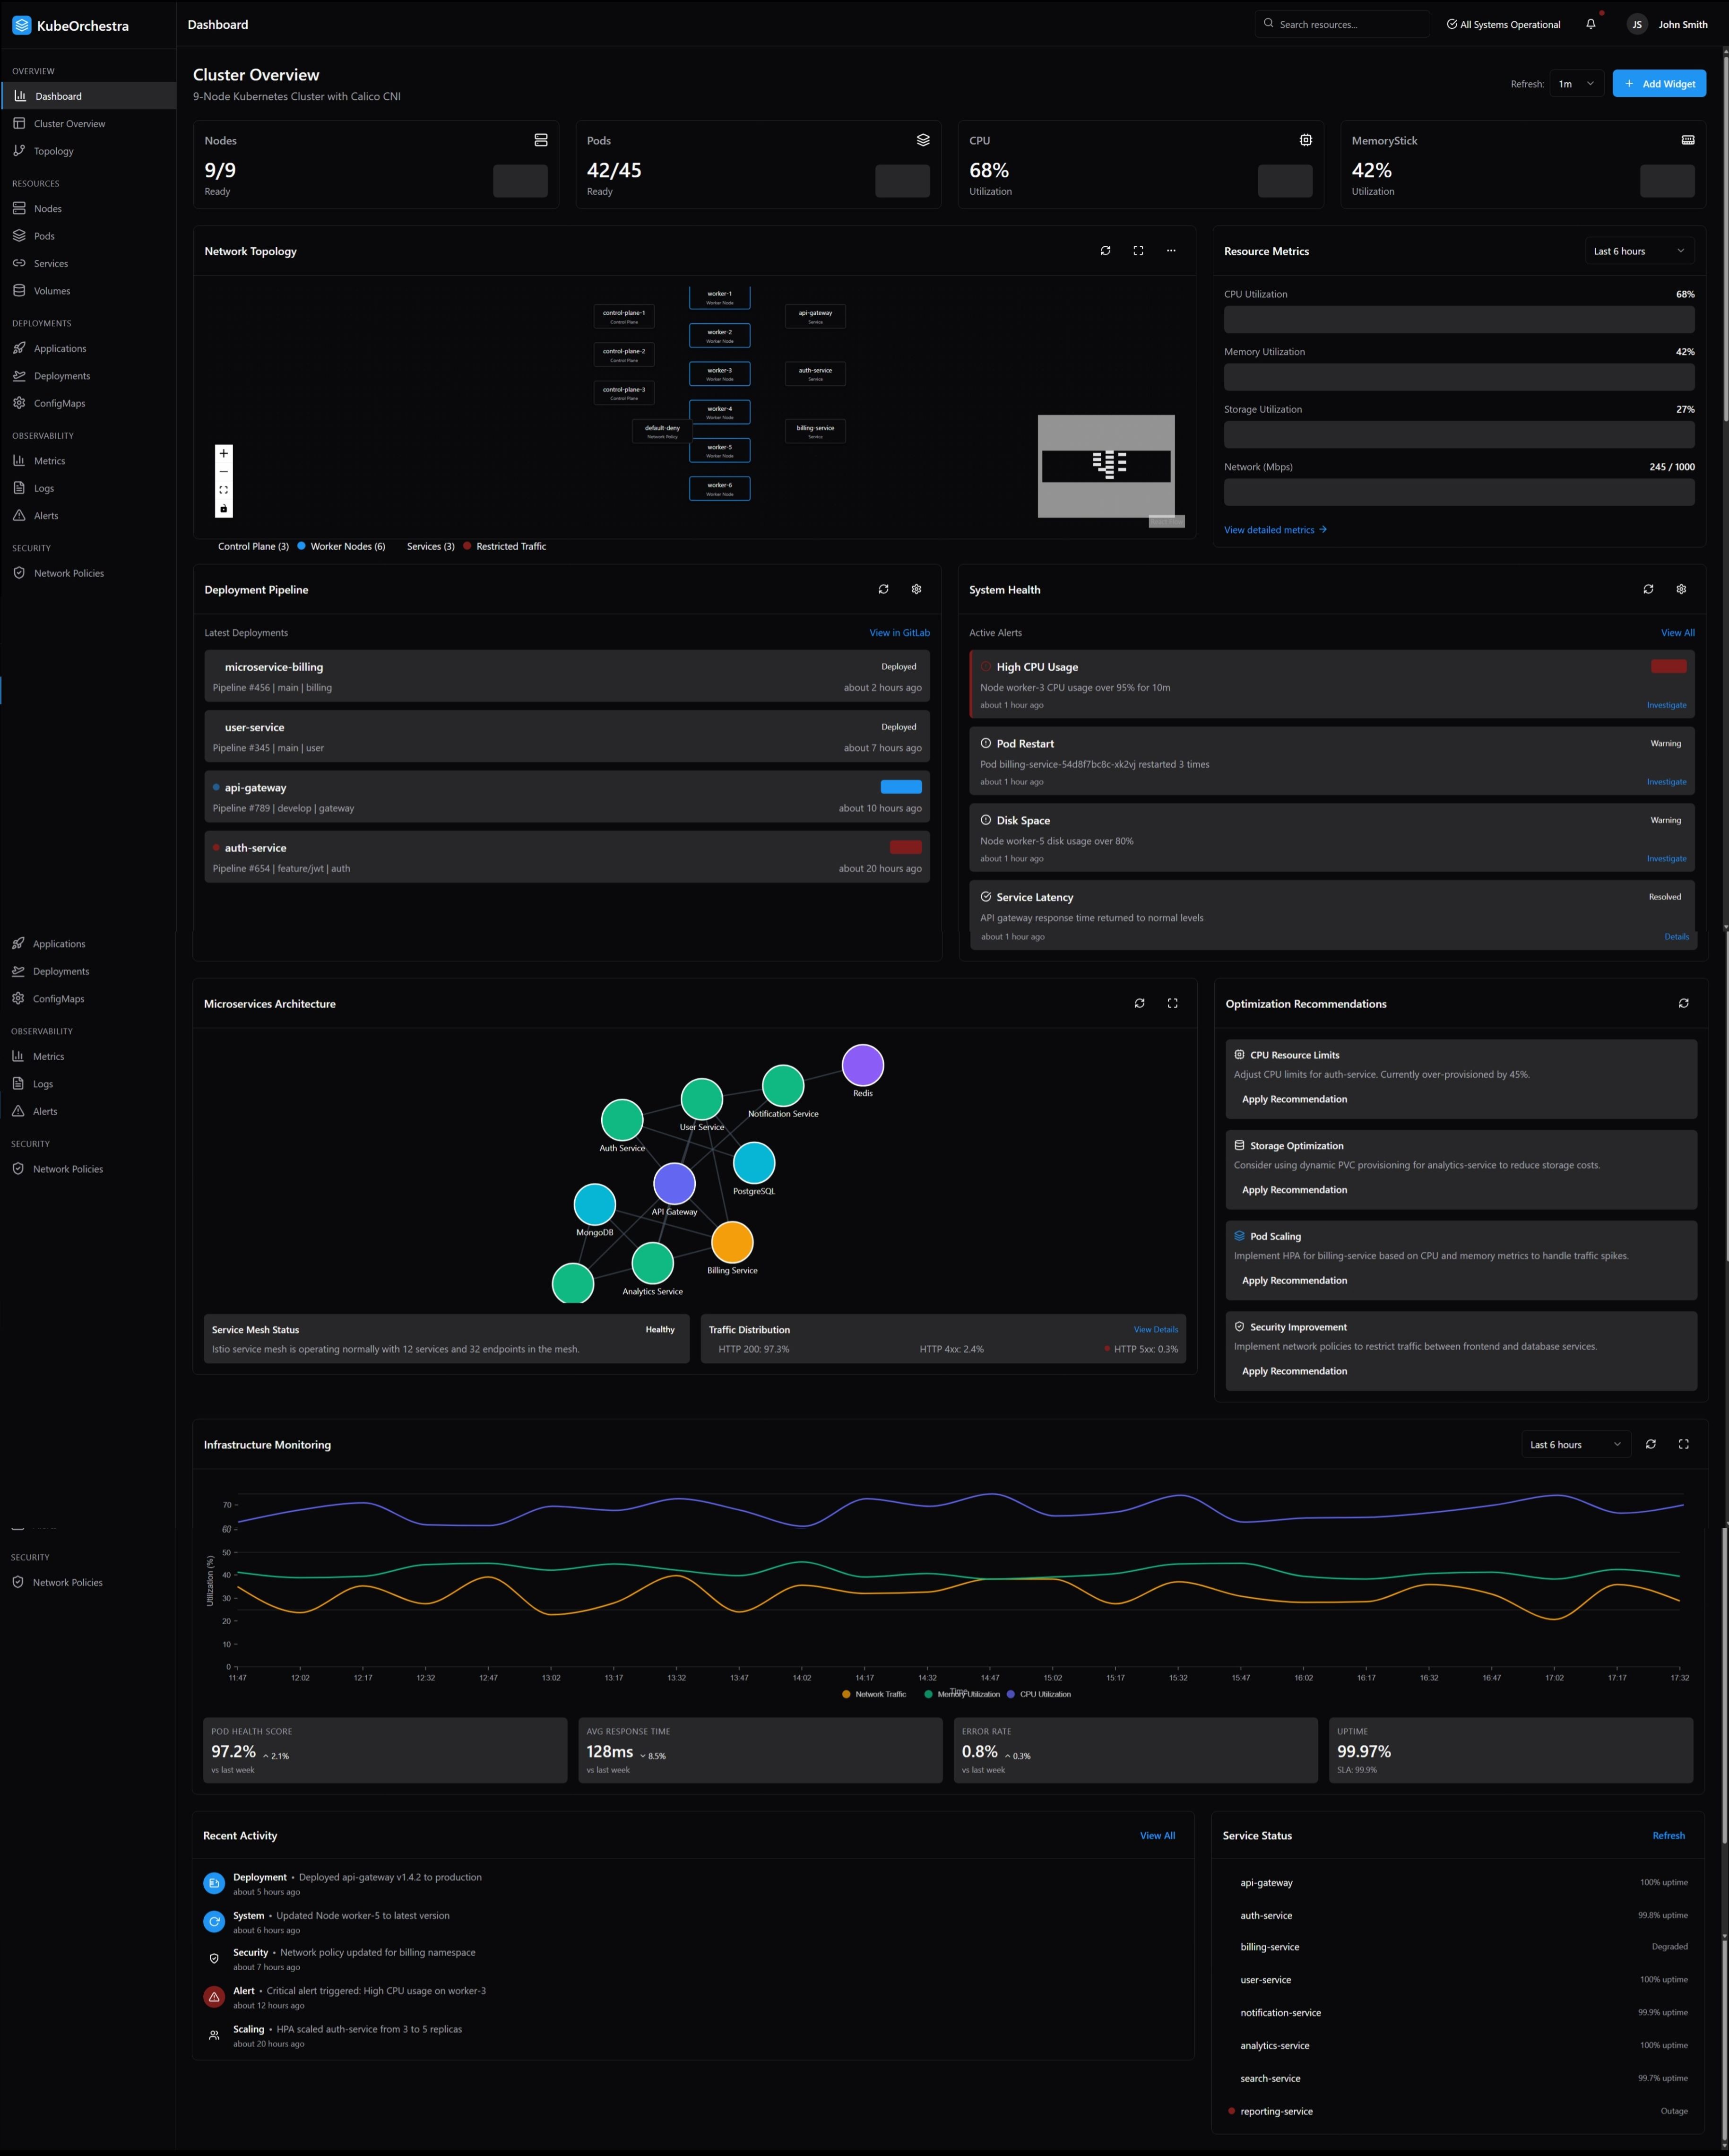 KubeOrchestra
Dashboard
Search resources...
All Systems Operational
JS
John Smith
OVERVIEW
Dashboard
Cluster Overview
Topology
RESOURCES
Nodes
Pods
Services
Volumes
DEPLOYMENTS
Applications
Deployments
ConfigMaps
OBSERVABILITY
Metrics
Logs
Alerts
SECURITY
Network Policies
Cluster Overview
9-Node Kubernetes Cluster with Calico CNI
Refresh:
1m
Add Widget
Nodes
9/9
Ready
Pods
42/45
Ready
CPU
68%
Utilization
MemoryStick
42%
Utilization
Network Topology
control-plane-1
Control Plane
control-plane-2
Control Plane
control-plane-3
Control Plane
default-deny
Network Policy
worker-1
Worker Node
worker-2
Worker Node
worker-3
Worker Node
worker-4
Worker Node
worker-5
Worker Node
worker-6
Worker Node
api-gateway
Service
auth-service
Service
billing-service
Service
Control Plane (3)
Worker Nodes (6)
Services (3)
Restricted Traffic
Resource Metrics
Last 6 hours
CPU Utilization 68%
Memory Utilization 42%
Storage Utilization 27%
Network (Mbps) 245 / 1000
View detailed metrics
Deployment Pipeline
Latest Deployments
View in GitLab
microservice-billing
Deployed
Pipeline #456 | main | billing
about 2 hours ago
user-service
Deployed
Pipeline #345 | main | user
about 7 hours ago
api-gateway
Pipeline #789 | develop | gateway
about 10 hours ago
auth-service
Pipeline #654 | feature/jwt | auth
about 20 hours ago
System Health
Active Alerts
View All
High CPU Usage
Node worker-3 CPU usage over 95% for 10m
about 1 hour ago
Investigate
Pod Restart
Warning
Pod billing-service-54d8f7bc8c-xk2vj restarted 3 times
about 1 hour ago
Investigate
Disk Space
Warning
Node worker-5 disk usage over 80%
about 1 hour ago
Investigate
Service Latency
Resolved
API gateway response time returned to normal levels
about 1 hour ago
Details
Applications
Deployments
ConfigMaps
OBSERVABILITY
Metrics
Logs
Alerts
SECURITY
Network Policies
Microservices Architecture
Redis
Notification Service
User Service
Auth Service
PostgreSQL
API Gateway
MongoDB
Billing Service
Analytics Service
Service Mesh Status
Healthy
Istio service mesh is operating normally with 12 services and 32 endpoints in the mesh.
Traffic Distribution
View Details
HTTP 200: 97.3%
HTTP 4xx: 2.4%
HTTP 5xx: 0.3%
Optimization Recommendations
CPU Resource Limits
Adjust CPU limits for auth-service. Currently over-provisioned by 45%.
Apply Recommendation
Storage Optimization
Consider using dynamic PVC provisioning for analytics-service to reduce storage costs.
Apply Recommendation
Pod Scaling
Implement HPA for billing-service based on CPU and memory metrics to handle traffic spikes.
Apply Recommendation
Security Improvement
Implement network policies to restrict traffic between frontend and database services.
Apply Recommendation
Infrastructure Monitoring
Last 6 hours
SECURITY
Network Policies
Utilization (%)
70
60
50
40
30
20
10
0
11:47 12:02 12:17 12:32 12:47 13:02 13:17 13:32 13:47 14:02 14:17 14:32 14:47 15:02 15:17 15:32 15:47 16:02 16:17 16:32 16:47 17:02 17:17 17:32
Time
Network Traffic
Memory Utilization
CPU Utilization
POD HEALTH SCORE
97.2% 2.1%
vs last week
AVG RESPONSE TIME
128ms 8.5%
vs last week
ERROR RATE
0.8% 0.3%
vs last week
UPTIME
99.97%
SLA: 99.9%
Recent Activity
View All
Deployment • Deployed api-gateway v1.4.2 to production
about 5 hours ago
System • Updated Node worker-5 to latest version
about 6 hours ago
Security • Network policy updated for billing namespace
about 7 hours ago
Alert • Critical alert triggered: High CPU usage on worker-3
about 12 hours ago
Scaling • HPA scaled auth-service from 3 to 5 replicas
about 20 hours ago
Service Status
Refresh
api-gateway 100% uptime
auth-service 99.8% uptime
billing-service Degraded
user-service 100% uptime
notification-service 99.9% uptime
analytics-service 100% uptime
search-service 99.7% uptime
reporting-service Outage